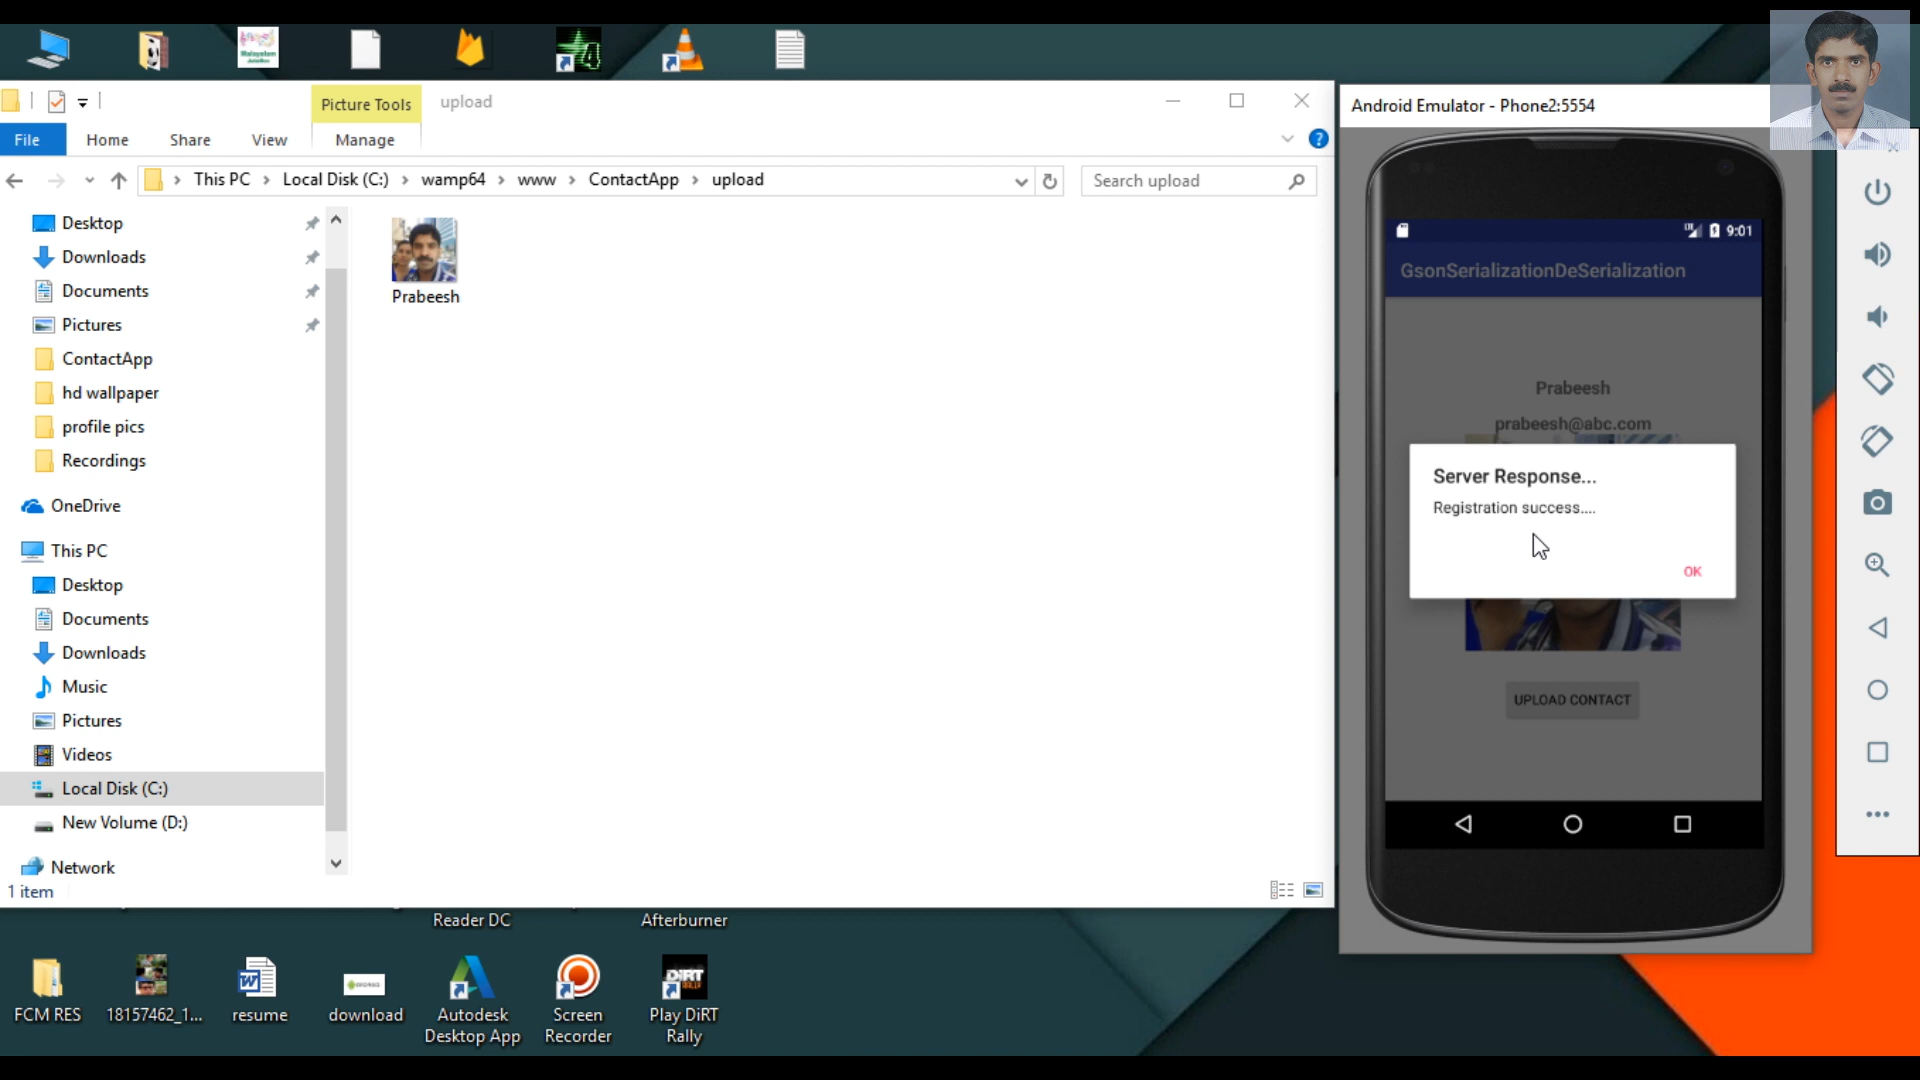 Malayalam
Picture Tools
upload
File
Home
Share
View
Manage
This PC
Local Disk (C:)
wamp64
www
ContactApp
upload
Search upload
Desktop
Downloads
Documents
Pictures
ContactApp
hd wallpaper
profile pics
Recordings
OneDrive
This PC
Desktop
Documents
Downloads
Music
Pictures
Videos
Local Disk (C:)
New Volume (D:)
Network
1 item
Prabeesh
Android Emulator - Phone2:5554
9:01
GsonSerializationDeSerialization
Prabeesh
prabeesh@abc.com
Server Response...
Registration success....
OK
UPLOAD CONTACT
Reader DC
Afterburner
FCM RES
18157462_1...
resume
download
Autodesk
Desktop App
Screen
Recorder
DiRT
Play DiRT
Rally